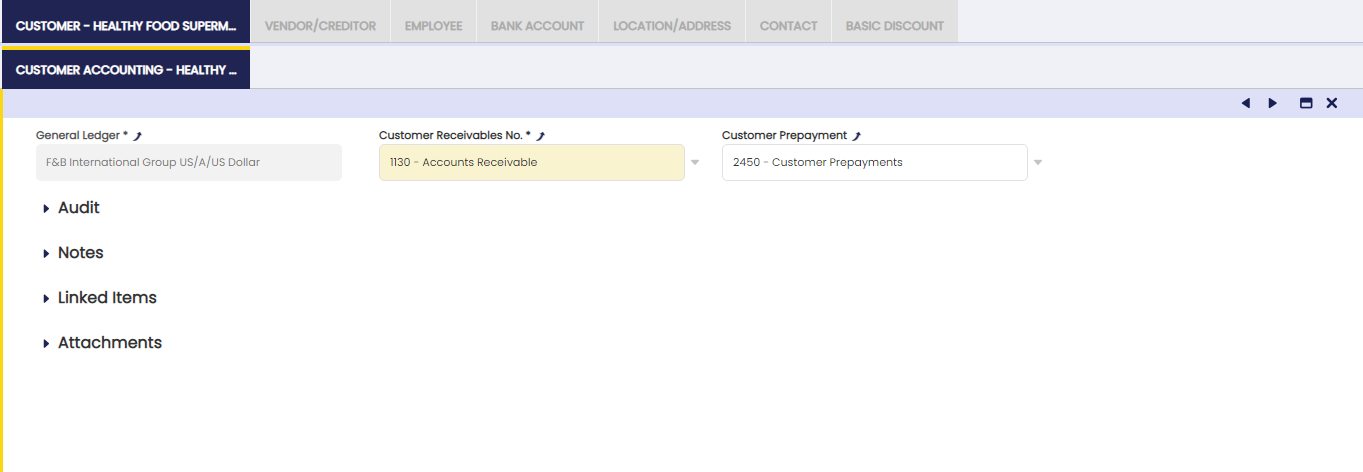 CUSTOMER - HEALTHY FOOD SUPERM... VENDOR/CREDITOR EMPLOYEE BANK ACCOUNT LOCATION/ADDRESS CONTACT BASIC DISCOUNT
CUSTOMER ACCOUNTING - HEALTHY ...
General Ledger * Customer Receivables No. * Customer Prepayment
F&B International Group US/A/US Dollar 1130 - Accounts Receivable 2450 - Customer Prepayments
Audit
Notes
Linked Items
Attachments